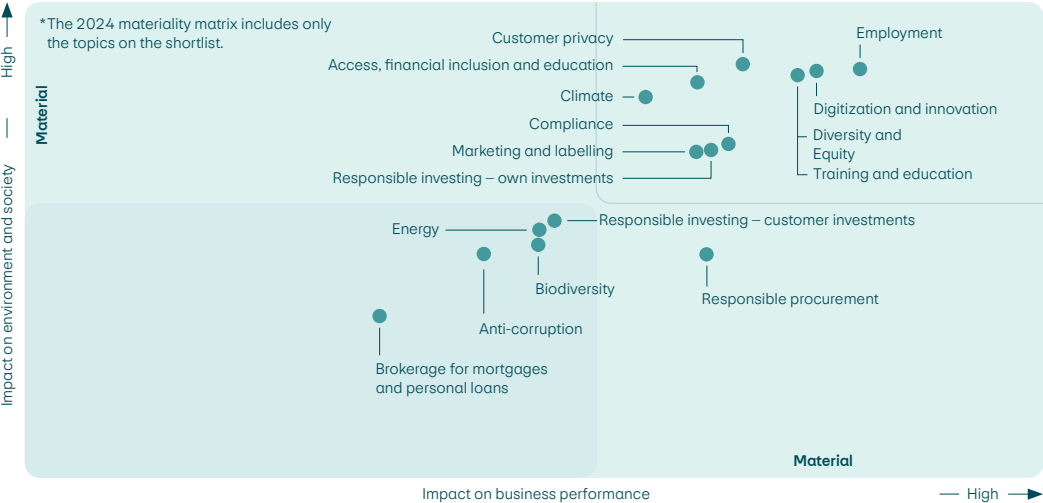 *The 2024 materiality matrix includes only
the topics on the shortlist.
High
Material
Impact on environment and society
Customer privacy
Access, financial inclusion and education
Climate
Compliance
Marketing and labelling
Responsible investing – own investments
Employment
Digitization and innovation
Diversity and
Equity
Training and education
Energy
Responsible investing – customer investments
Biodiversity
Responsible procurement
Anti-corruption
Brokerage for mortgages
and personal loans
Material
Impact on business performance
High